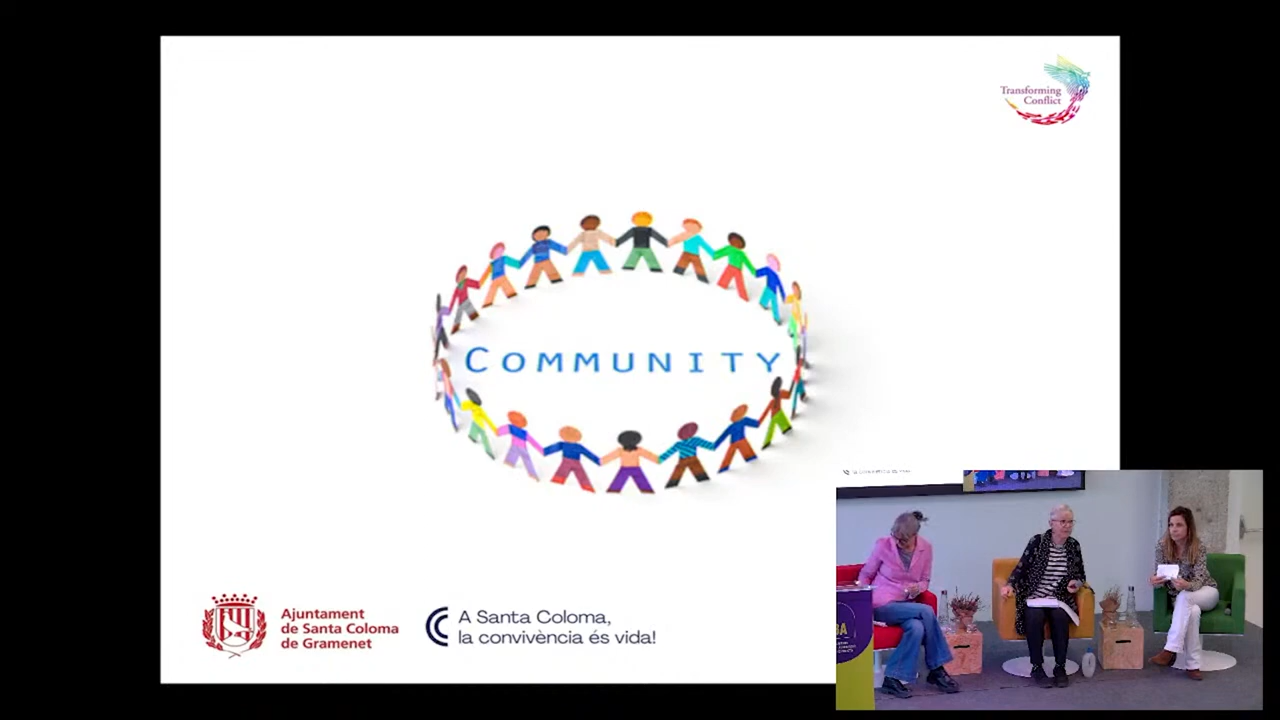 Transforming
Conflict
COMMUNITY
Ajuntament
de Santa Coloma
de Gramenet
A Santa Coloma,
la convivència és vida!